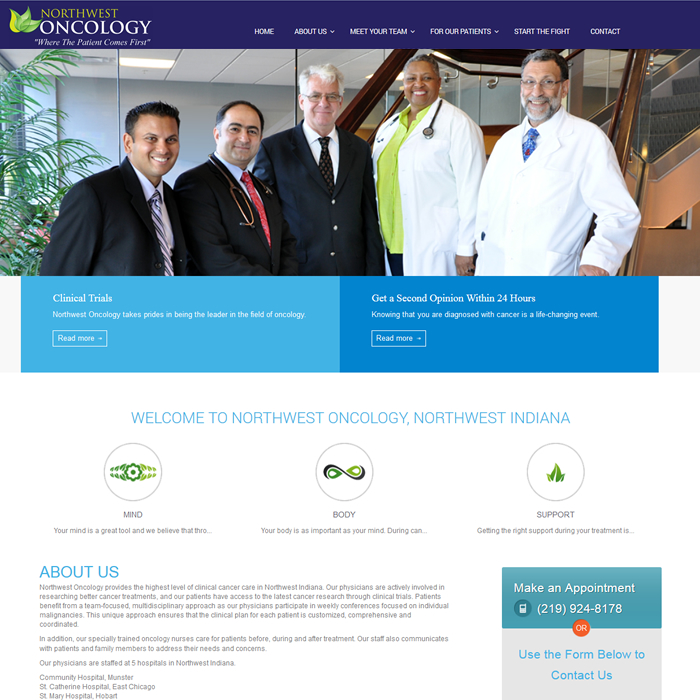 NORTHWEST
ONCOLOGY
"Where The Patient Comes First"
HOME ABOUT US MEET YOUR TEAM FOR OUR PATIENTS START THE FIGHT CONTACT
Clinical Trials
Northwest Oncology takes prides in being the leader in the field of oncology.
Read more →
Get a Second Opinion Within 24 Hours
Knowing that you are diagnosed with cancer is a life-changing event.
Read more →
WELCOME TO NORTHWEST ONCOLOGY, NORTHWEST INDIANA
MIND
Your mind is a great tool and we believe that thro...
BODY
Your body is as important as your mind. During can...
SUPPORT
Getting the right support during your treatment is...
ABOUT US
Northwest Oncology provides the highest level of clinical cancer care in Northwest Indiana. Our physicians are actively involved in
researching better cancer treatments, and our patients have access to the latest cancer research through clinical trials. Patients
benefit from a team-focused, multidisciplinary approach as our physicians participate in weekly conferences focused on individual
malignancies. This unique approach ensures that the clinical plan for each patient is customized, comprehensive and
coordinated.
In addition, our specially trained oncology nurses care for patients before, during and after treatment. Our staff also communicates
with patients and family members to address their needs and concerns.
Our physicians are staffed at 5 hospitals in Northwest Indiana.
Community Hospital, Munster
St. Catherine Hospital, East Chicago
St. Mary Hospital, Hobart
Make an Appointment
(219) 924-8178
OR
Use the Form Below to
Contact Us